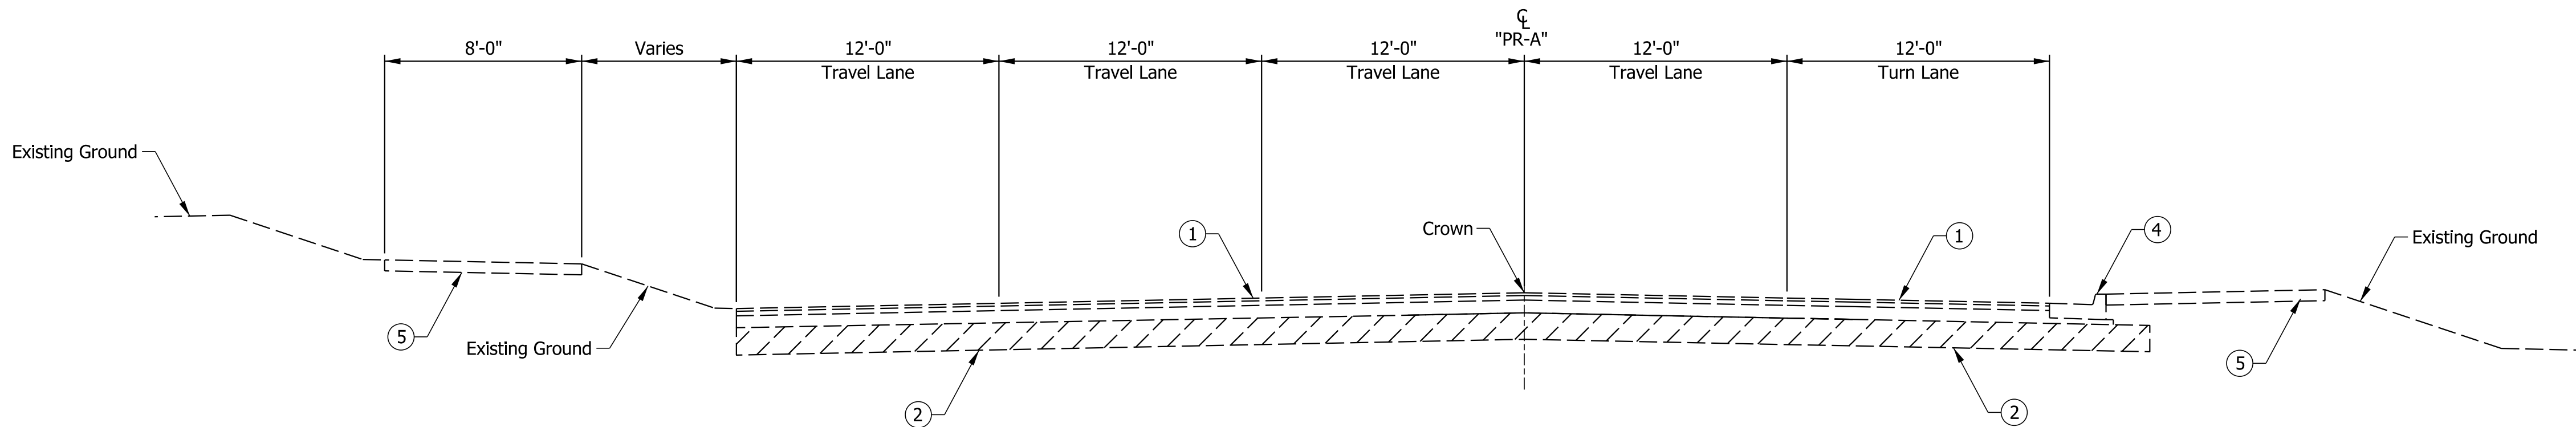 ℄
"PR-A"
8'-0"
Varies
12'-0"
12'-0"
12'-0"
12'-0"
12'-0"
Travel Lane
Travel Lane
Travel Lane
Travel Lane
Turn Lane
Existing Ground
1
Crown
1
4
Existing Ground
5
Existing Ground
5
2
2